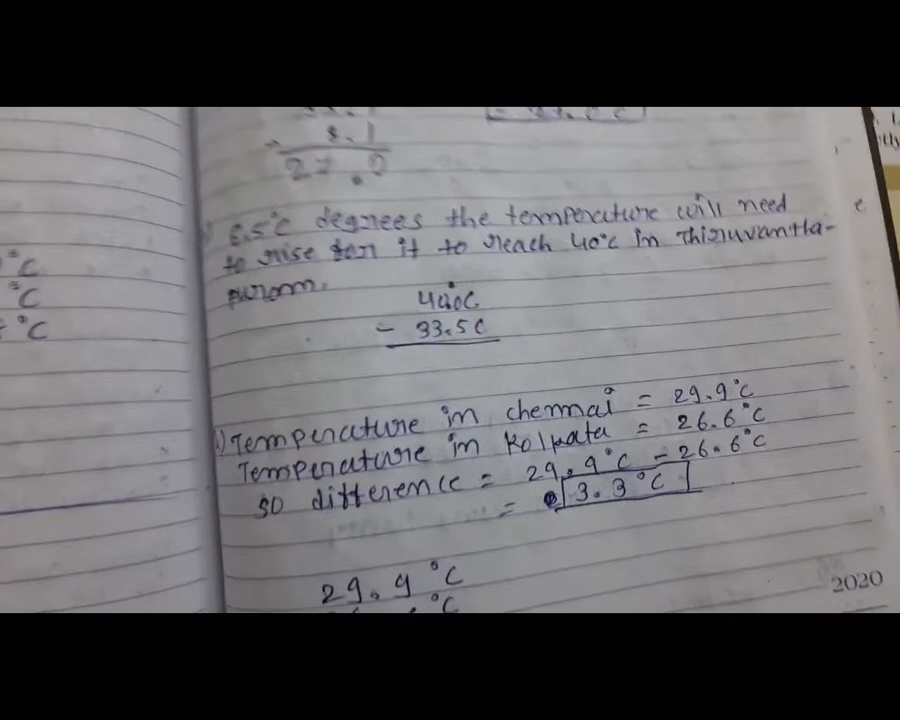 8.1
27.0
6.5°C degrees the temperature will need
to rise for it to reach 40°C in Thiruvantha-
puram.
°C
°C
°C
40°C
- 33.5C
Temperature in chennai = 29.9°C
Temperature in Kolkata = 26.6°C
so difference = 29.9°C - 26.6°C
= 3.3°C
29.9°C
°C
2020